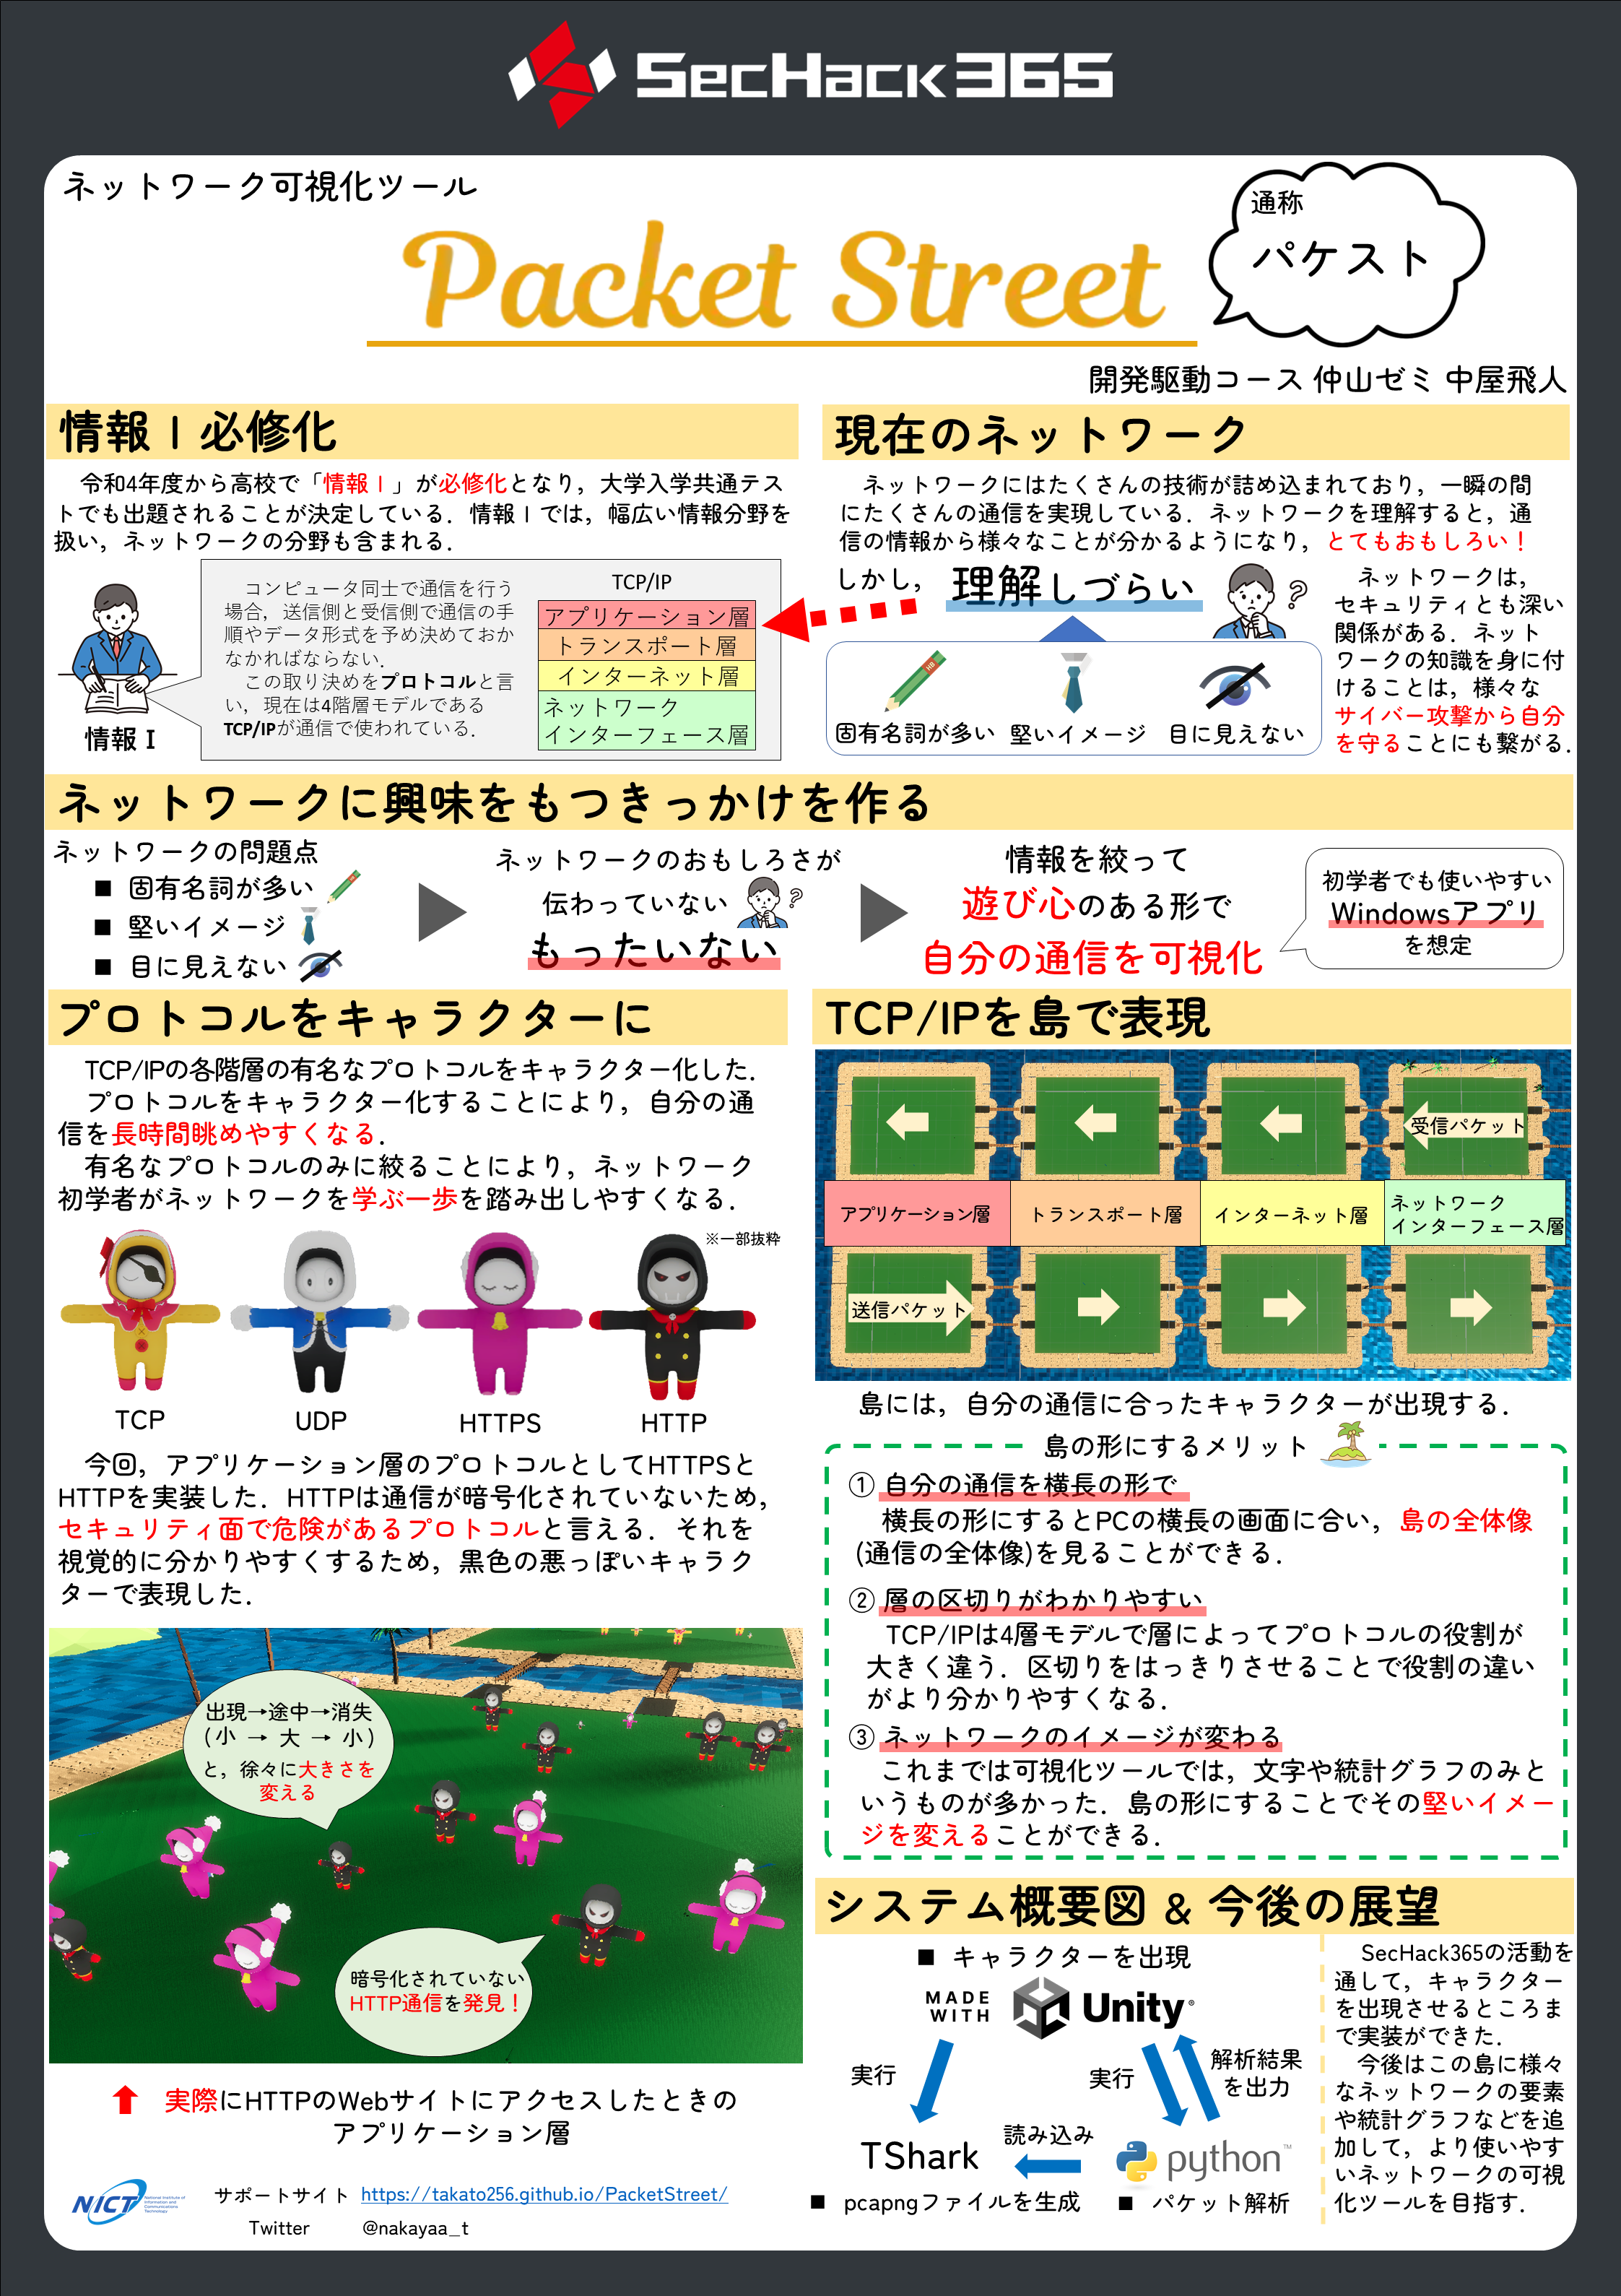 SecHack365
ネットワーク可視化ツール
Packet Street
通称
パケスト
開発駆動コース 仲山ゼミ 中屋飛人
情報Ⅰ必修化
令和4年度から高校で「情報Ⅰ」が必修化となり，大学入学共通テス
トでも出題されることが決定している．情報Ⅰでは，幅広い情報分野を
扱い，ネットワークの分野も含まれる．
情報Ⅰ
コンピュータ同士で通信を行う
場合，送信側と受信側で通信の手
順やデータ形式を予め決めておか
なければならない．
この取り決めをプロトコルと言
い，現在は4階層モデルである
TCP/IPが通信で使われている．
TCP/IP
アプリケーション層
トランスポート層
インターネット層
ネットワーク
インターフェース層
現在のネットワーク
ネットワークにはたくさんの技術が詰め込まれており，一瞬の間
にたくさんの通信を実現している．ネットワークを理解すると，通
信の情報から様々なことが分かるようになり，とてもおもしろい！
しかし，理解しづらい
?
固有名詞が多い 堅いイメージ 目に見えない
ネットワークは，
セキュリティとも深い
関係がある．ネット
ワークの知識を身に付
けることは，様々な
サイバー攻撃から自分
を守ることにも繋がる．
ネットワークに興味をもつきっかけを作る
ネットワークの問題点
■ 固有名詞が多い
■ 堅いイメージ
■ 目に見えない
ネットワークのおもしろさが
伝わっていない
?
もったいない
情報を絞って
遊び心のある形で
自分の通信を可視化
初学者でも使いやすい
Windowsアプリ
を想定
プロトコルをキャラクターに
TCP/IPの各階層の有名なプロトコルをキャラクター化した．
プロトコルをキャラクター化することにより，自分の通
信を長時間眺めやすくなる．
有名なプロトコルのみに絞ることにより，ネットワーク
初学者がネットワークを学ぶ一歩を踏み出しやすくなる．
※一部抜粋
TCP UDP HTTPS HTTP
今回，アプリケーション層のプロトコルとしてHTTPSと
HTTPを実装した．HTTPは通信が暗号化されていないため，
セキュリティ面で危険があるプロトコルと言える．それを
視覚的に分かりやすくするため，黒色の悪っぽいキャラク
ターで表現した．
出現→途中→消失
(小 → 大 → 小)
と，徐々に大きさを
変える
暗号化されていない
HTTP通信を発見！
実際にHTTPのWebサイトにアクセスしたときの
アプリケーション層
NICT
National Institute of
Information and
Communications
Technology
サポートサイト https://takato256.github.io/PacketStreet/
Twitter @nakayaa_t
TCP/IPを島で表現
受信パケット
アプリケーション層
トランスポート層
インターネット層
ネットワーク
インターフェース層
送信パケット
島には，自分の通信に合ったキャラクターが出現する．
島の形にするメリット
① 自分の通信を横長の形で
横長の形にするとPCの横長の画面に合い，島の全体像
(通信の全体像)を見ることができる．
② 層の区切りがわかりやすい
TCP/IPは4層モデルで層によってプロトコルの役割が
大きく違う．区切りをはっきりさせることで役割の違い
がより分かりやすくなる．
③ ネットワークのイメージが変わる
これまでは可視化ツールでは，文字や統計グラフのみと
いうものが多かった．島の形にすることでその堅いイメー
ジを変えることができる．
システム概要図 & 今後の展望
■ キャラクターを出現
MADE
WITH
Unity®
実行
実行
解析結果
を出力
TShark
読み込み
python™
■ pcapngファイルを生成
■ パケット解析
SecHack365の活動を
通して，キャラクター
を出現させるところま
で実装ができた．
今後はこの島に様々
なネットワークの要素
や統計グラフなどを追
加して，より使いやす
いネットワークの可視
化ツールを目指す．